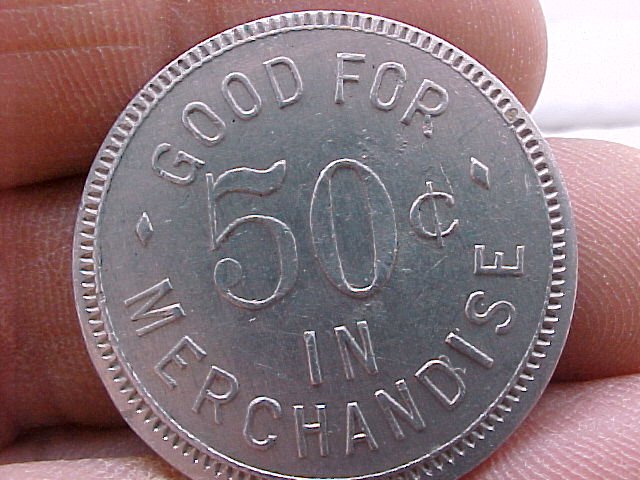 GOOD FOR
50¢
IN
MERCHANDISE